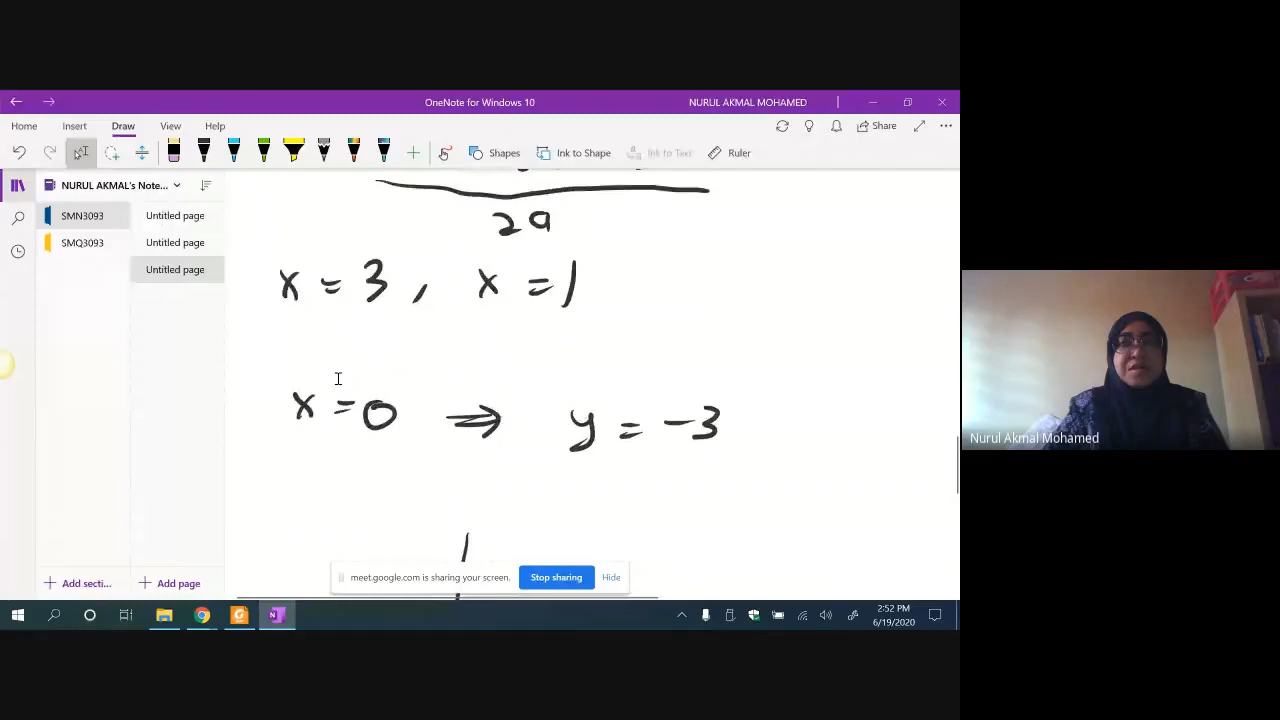 OneNote for Windows 10
NURUL AKMAL MOHAMED
Home Insert Draw View Help
Share
Shapes Ink to Shape Ink to Text Ruler
NURUL AKMAL's Note...
SMN3093
SMQ3093
Untitled page
Untitled page
Untitled page
2a
x = 3 , x = 1
x = 0 ⇒ y = -3
meet.google.com is sharing your screen. Stop sharing Hide
Add secti... Add page
2:52 PM
6/19/2020
Nurul Akmal Mohamed